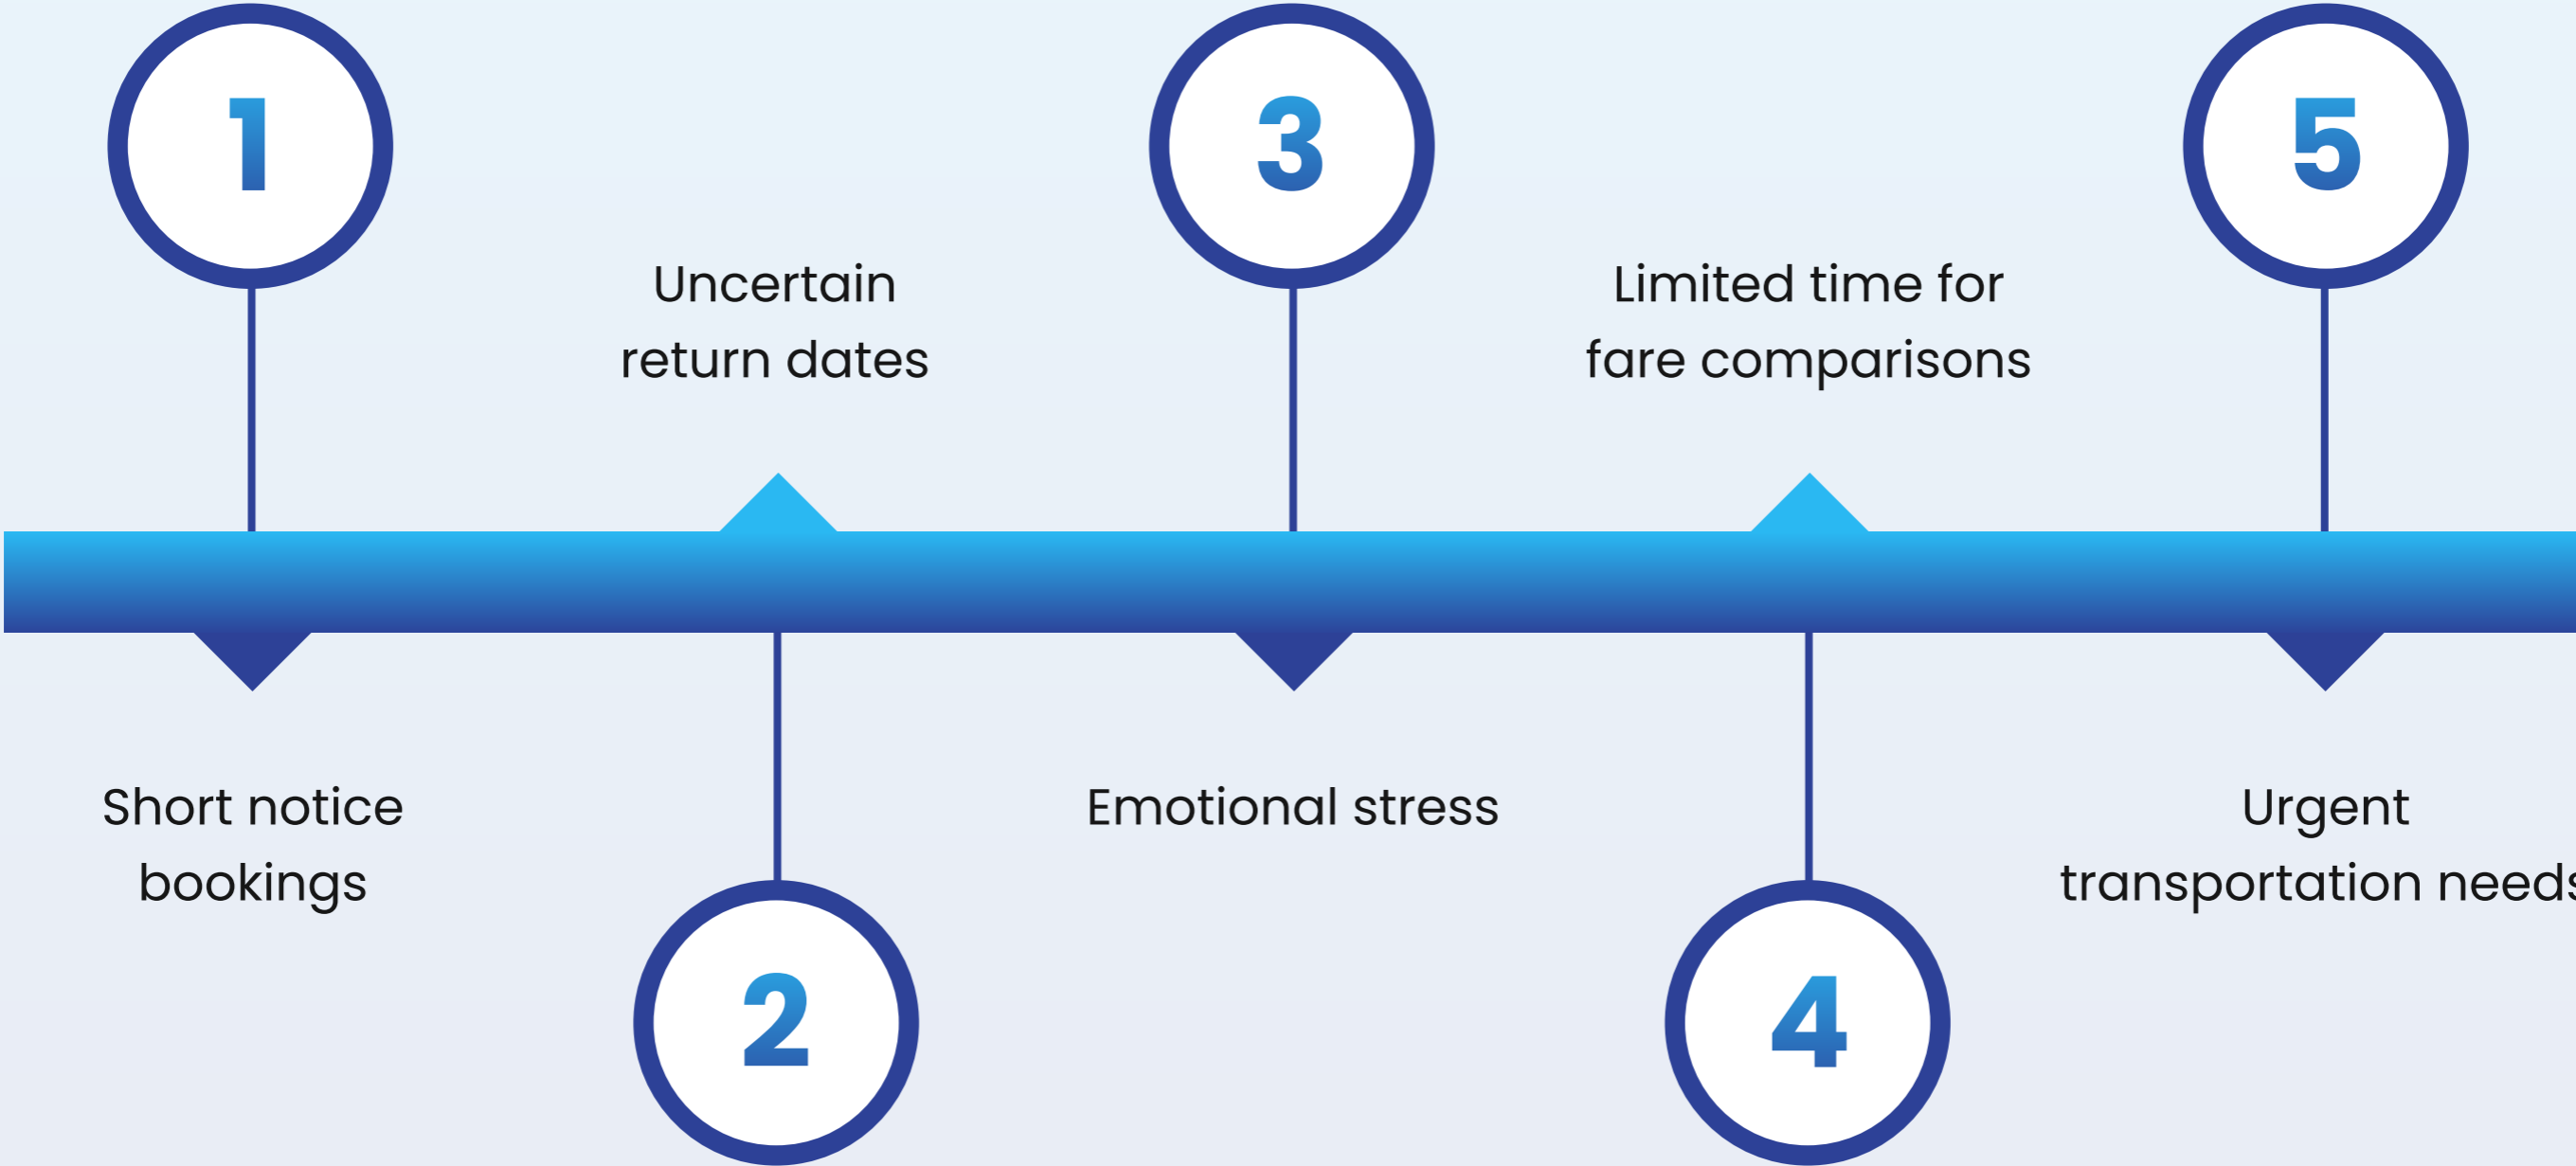 1
Short notice
bookings
Uncertain
return dates
2
3
Emotional stress
Limited time for
fare comparisons
4
5
Urgent
transportation needs